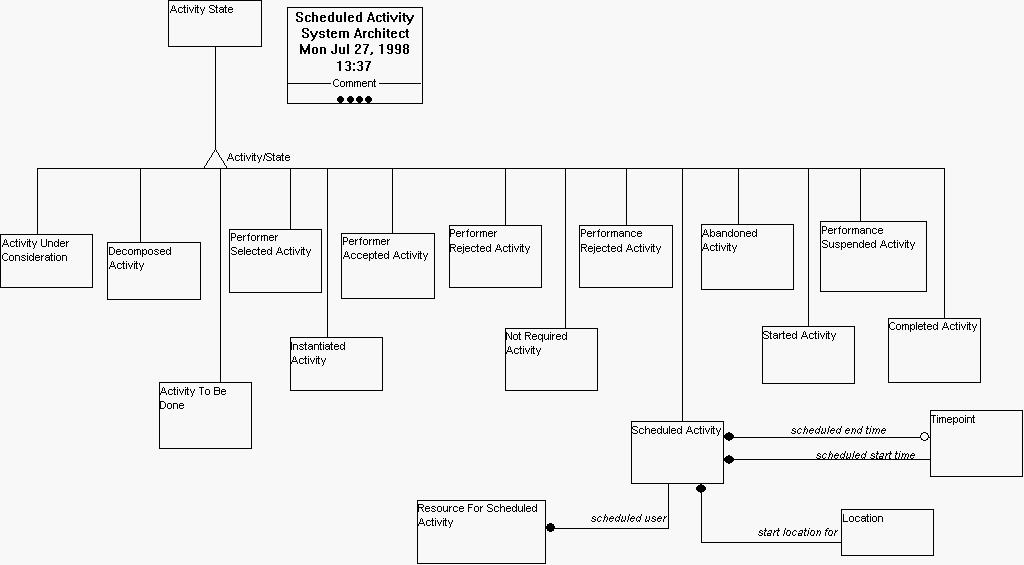 Activity State
Scheduled Activity
System Architect
Mon Jul 27, 1998
13:37
Comment
Activity/State
Activity Under
Consideration
Decomposed
Activity
Performer
Selected Activity
Performer
Accepted Activity
Performer
Rejected Activity
Performance
Rejected Activity
Abandoned
Activity
Performance
Suspended Activity
Instantiated
Activity
Not Required
Activity
Started Activity
Completed Activity
Activity To Be
Done
Scheduled Activity
scheduled end time
Timepoint
scheduled start time
Resource For Scheduled
Activity
scheduled user
start location for
Location